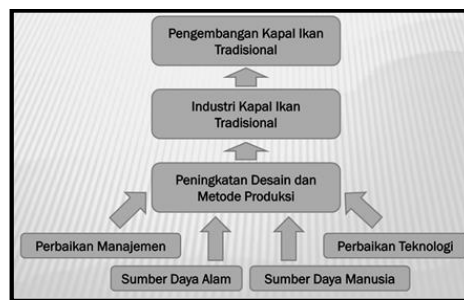 Pengembangan Kapal Ikan
Tradisional
Industri Kapal Ikan
Tradisional
Peningkatan Desain dan
Metode Produksi
Perbaikan Manajemen
Perbaikan Teknologi
Sumber Daya Alam
Sumber Daya Manusia